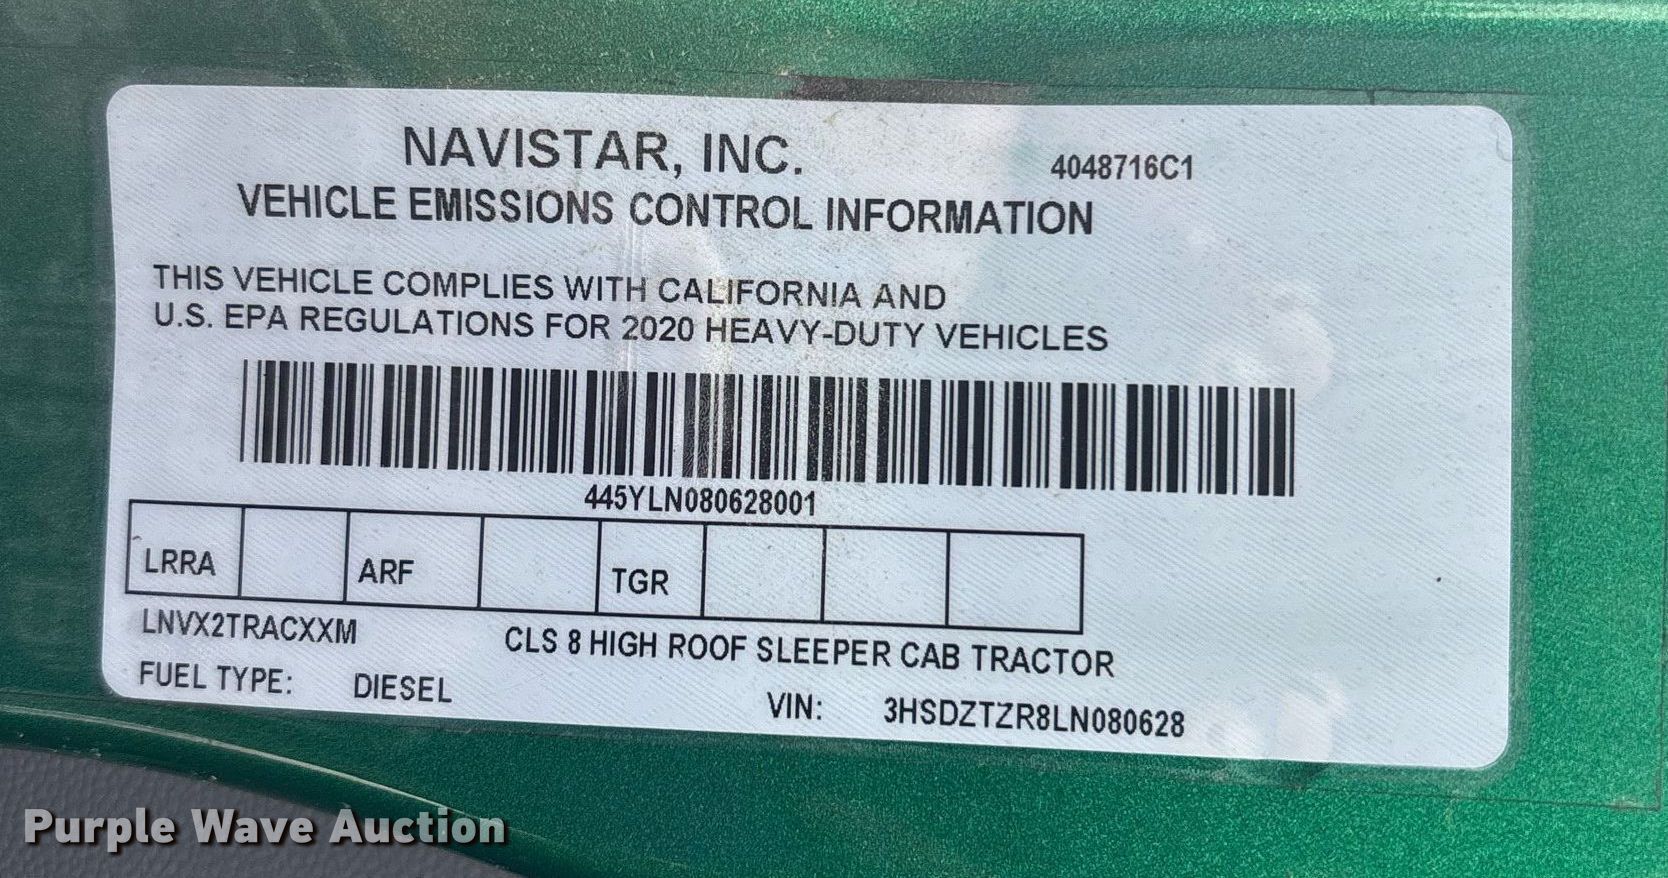 NAVISTAR, INC.
4048716C1
VEHICLE EMISSIONS CONTROL INFORMATION
THIS VEHICLE COMPLIES WITH CALIFORNIA AND
U.S. EPA REGULATIONS FOR 2020 HEAVY-DUTY VEHICLES
445YLN080628001
LRRA ARF TGR
LNVX2TRACXXM CLS 8 HIGH ROOF SLEEPER CAB TRACTOR
FUEL TYPE: DIESEL VIN: 3HSDZTZR8LN080628
Purple Wave Auction